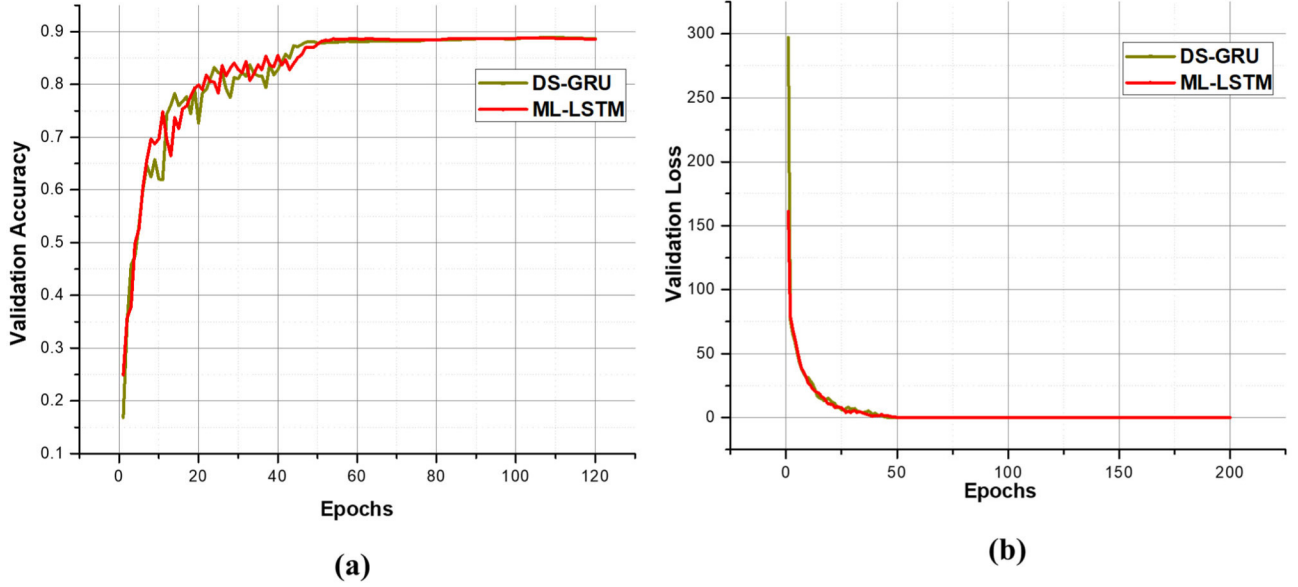 0.9
0.8
0.7
0.6
0.5
0.4
0.3
0.2
0.1
Validation Accuracy
DS-GRU
ML-LSTM
0 20 40 60 80 100 120
Epochs
(a)
300
250
200
150
100
50
0
Validation Loss
DS-GRU
ML-LSTM
0 50 100 150 200
Epochs
(b)